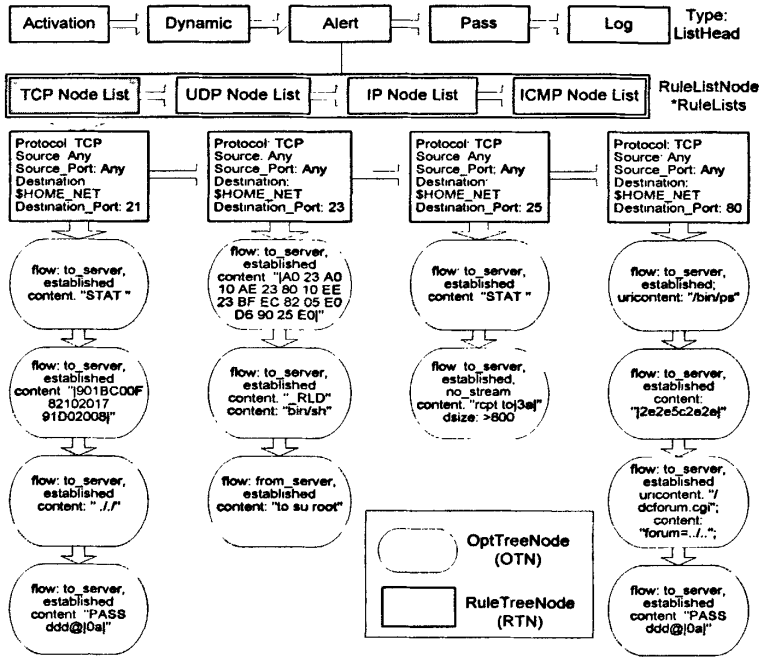 Activation
Dynamic
Alert
Pass
Log
Type:
ListHead
TCP Node List
UDP Node List
IP Node List
ICMP Node List
RuleListNode
*RuleLists
Protocol: TCP
Source. Any
Source_Port: Any
Destination
$HOME_NET
Destination_Port: 21
Protocol: TCP
Source. Any
Source_Port: Any
Destination:
$HOME_NET
Destination_Port: 23
Protocol: TCP
Source: Any
Source_Port: Any
Destination:
$HOME_NET
Destination_Port: 25
Protocol: TCP
Source: Any
Source_Port: Any
Destination:
$HOME_NET
Destination_Port: 80
flow: to_server,
established
content. "STAT "
flow: to_server,
established
content "|901BC00F
82102017
91D02008|"
flow: to_server,
established
content: " ././"
flow: to_server,
established
content "PASS
ddd@|0a|"
flow: to_server,
established
content "|A0 23 A0
10 AE 23 80 10 EE
23 BF EC 82 05 E0
D6 90 25 E0|"
flow: to_server,
established
content. "_RLD"
content: "bin/sh"
flow: from_server,
established
content: "to su root"
flow: to_server,
established
content "STAT "
flow to_server,
established,
no_stream
content. "rcpt to|3a|"
dsize: >800
flow: to_server,
established;
uricontent: "/bin/ps"
flow: to_server,
established
content:
"|2e2e5c2e2e|"
flow: to_server,
established
uricontent. "/
dcforum.cgi";
content:
"forum=../..";
flow: to_server,
established
content "PASS
ddd@|0a|"
OptTreeNode
(OTN)
RuleTreeNode
(RTN)